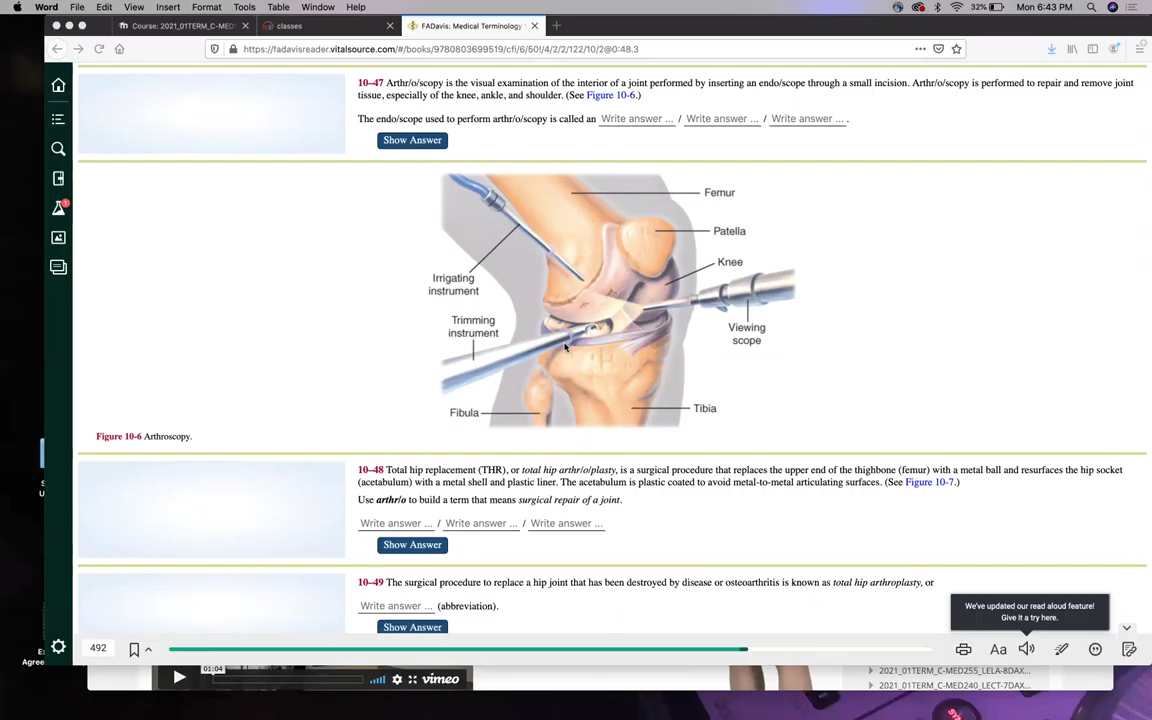 Word File Edit View Insert Format Tools Table Window Help 32% Mon 6:43 PM
Course: 2021_01TERM_C-MED classes FADavis: Medical Terminology
https://fadavisreader.vitalsource.com/#/books/9780803699519/cfi/6/50!/4/2/2/122/10/2@0:48.3
10–47 Arthr/o/scopy is the visual examination of the interior of a joint performed by inserting an endo/scope through a small incision. Arthr/o/scopy is performed to repair and remove joint
tissue, especially of the knee, ankle, and shoulder. (See Figure 10-6.)
The endo/scope used to perform arthr/o/scopy is called an Write answer ... / Write answer ... / Write answer ... .
Show Answer
Femur
Patella
Knee
Irrigating
instrument
Trimming
instrument
Viewing
scope
Fibula
Tibia
Figure 10-6 Arthroscopy.
10–48 Total hip replacement (THR), or total hip arthr/o/plasty, is a surgical procedure that replaces the upper end of the thighbone (femur) with a metal ball and resurfaces the hip socket
(acetabulum) with a metal shell and plastic liner. The acetabulum is plastic coated to avoid metal-to-metal articulating surfaces. (See Figure 10-7.)
Use arthr/o to build a term that means surgical repair of a joint.
Write answer ... / Write answer ... / Write answer ...
Show Answer
10–49 The surgical procedure to replace a hip joint that has been destroyed by disease or osteoarthritis is known as total hip arthroplasty, or
Write answer ... (abbreviation).
Show Answer
We've updated our read aloud feature!
Give it a try here.
492
Aa
01:04
vimeo
2021_01TERM_C-MED255_LELA-8DAX...
2021_01TERM_C-MED240_LECT-7DAX...